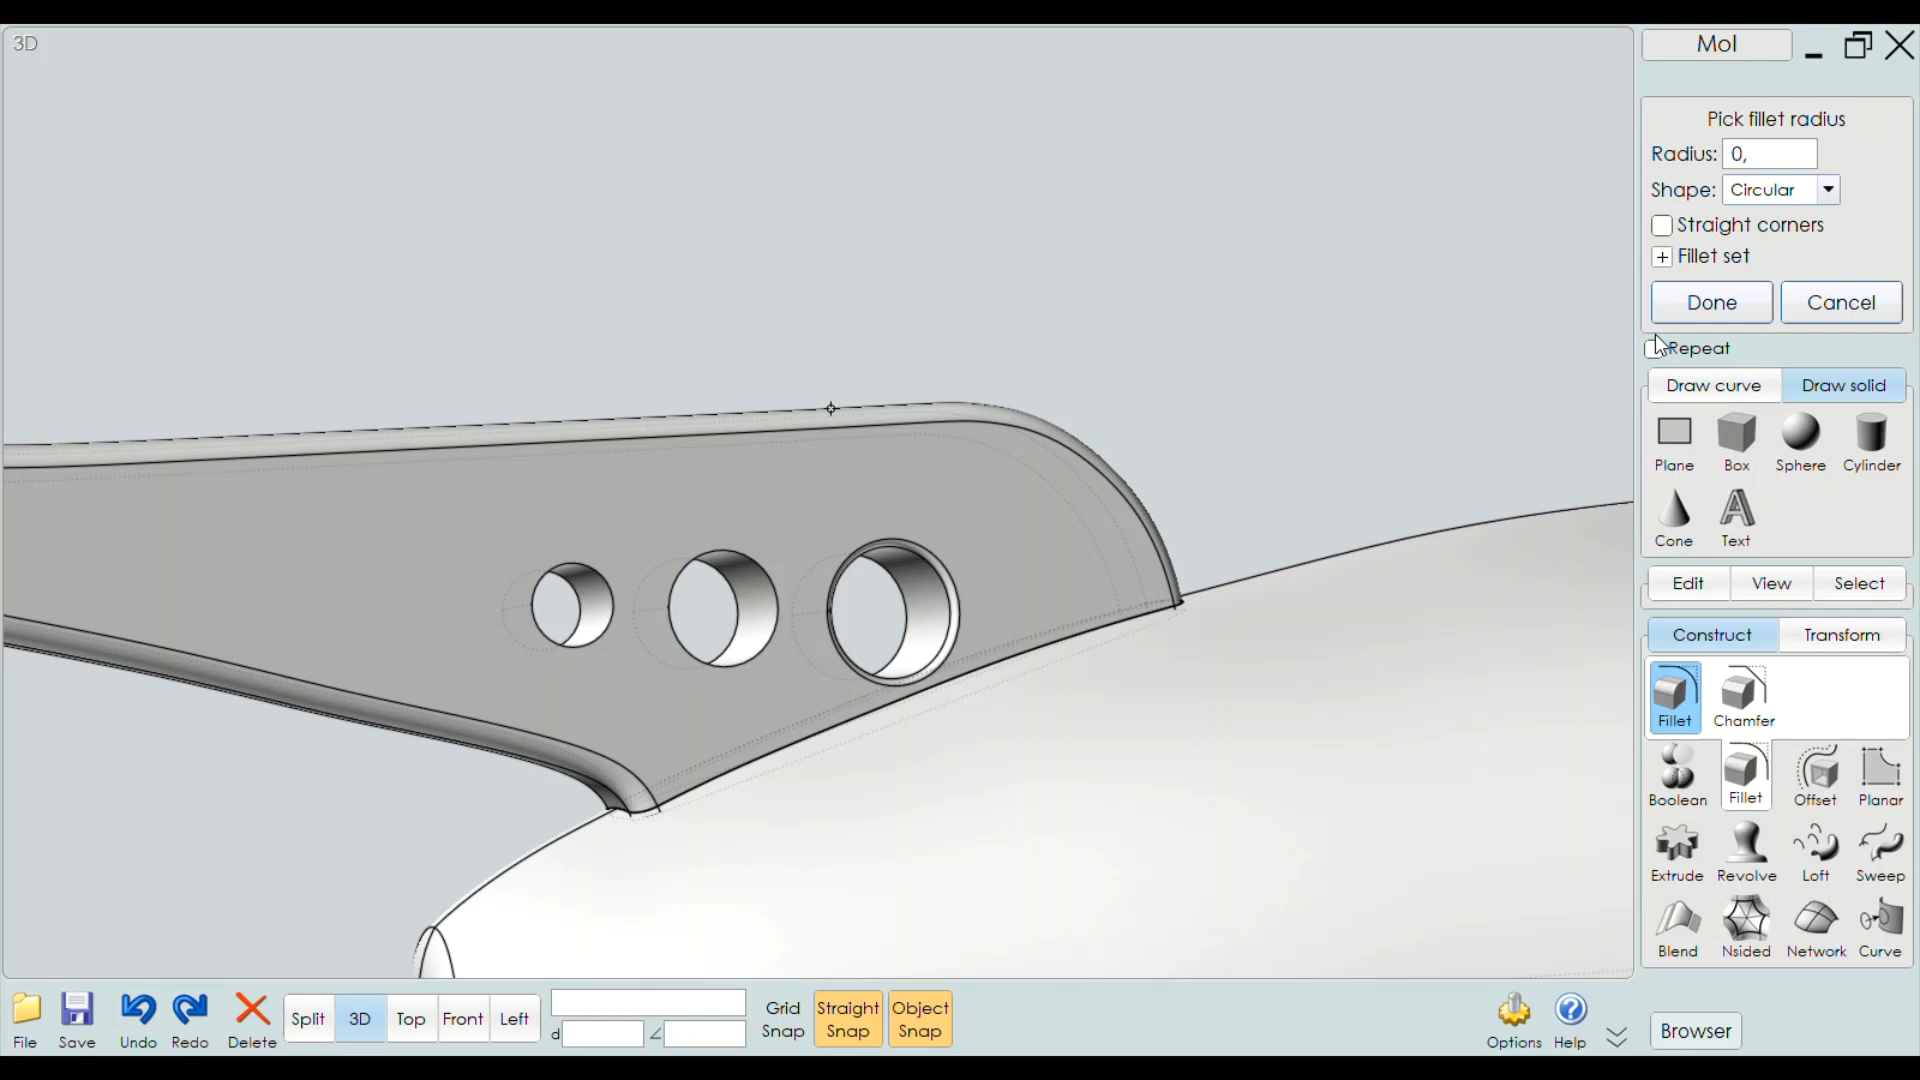 3D
MoI
Pick fillet radius
Radius: 0,
Shape: Circular
Straight corners
+ Fillet set
Done Cancel
Repeat
Draw curve Draw solid
Plane Box Sphere Cylinder
Cone Text
Edit View Select
Construct Transform
Fillet Chamfer
Boolean Fillet Offset Planar
Extrude Revolve Loft Sweep
Blend Nsided Network Curve
File Save Undo Redo Delete Split 3D Top Front Left d ∠ Grid Snap Straight Snap Object Snap Options Help Browser